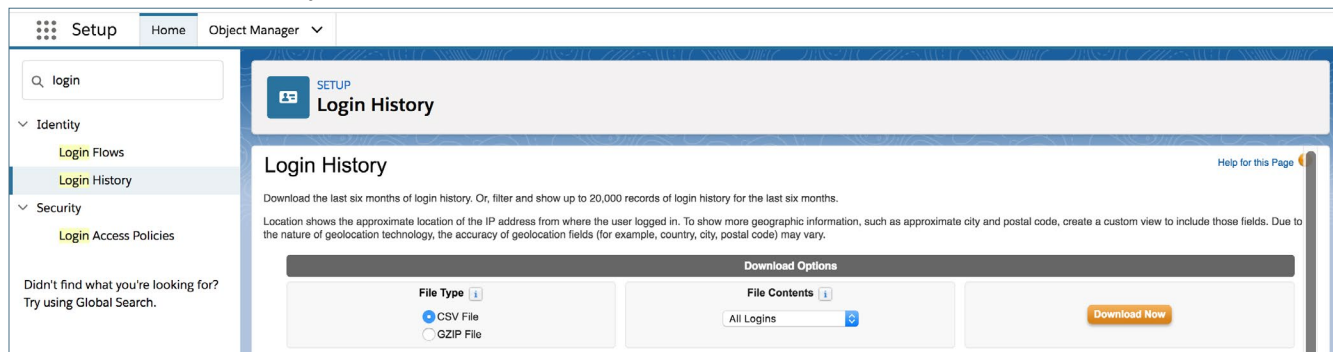 Setup Home Object Manager
login
Identity
Login Flows
Login History
Security
Login Access Policies
Didn't find what you're looking for?
Try using Global Search.
SETUP
Login History
Login History
Help for this Page
Download the last six months of login history. Or, filter and show up to 20,000 records of login history for the last six months.
Location shows the approximate location of the IP address from where the user logged in. To show more geographic information, such as approximate city and postal code, create a custom view to include those fields. Due to
the nature of geolocation technology, the accuracy of geolocation fields (for example, country, city, postal code) may vary.
Download Options
File Type i
CSV File
GZIP File
File Contents i
All Logins
Download Now